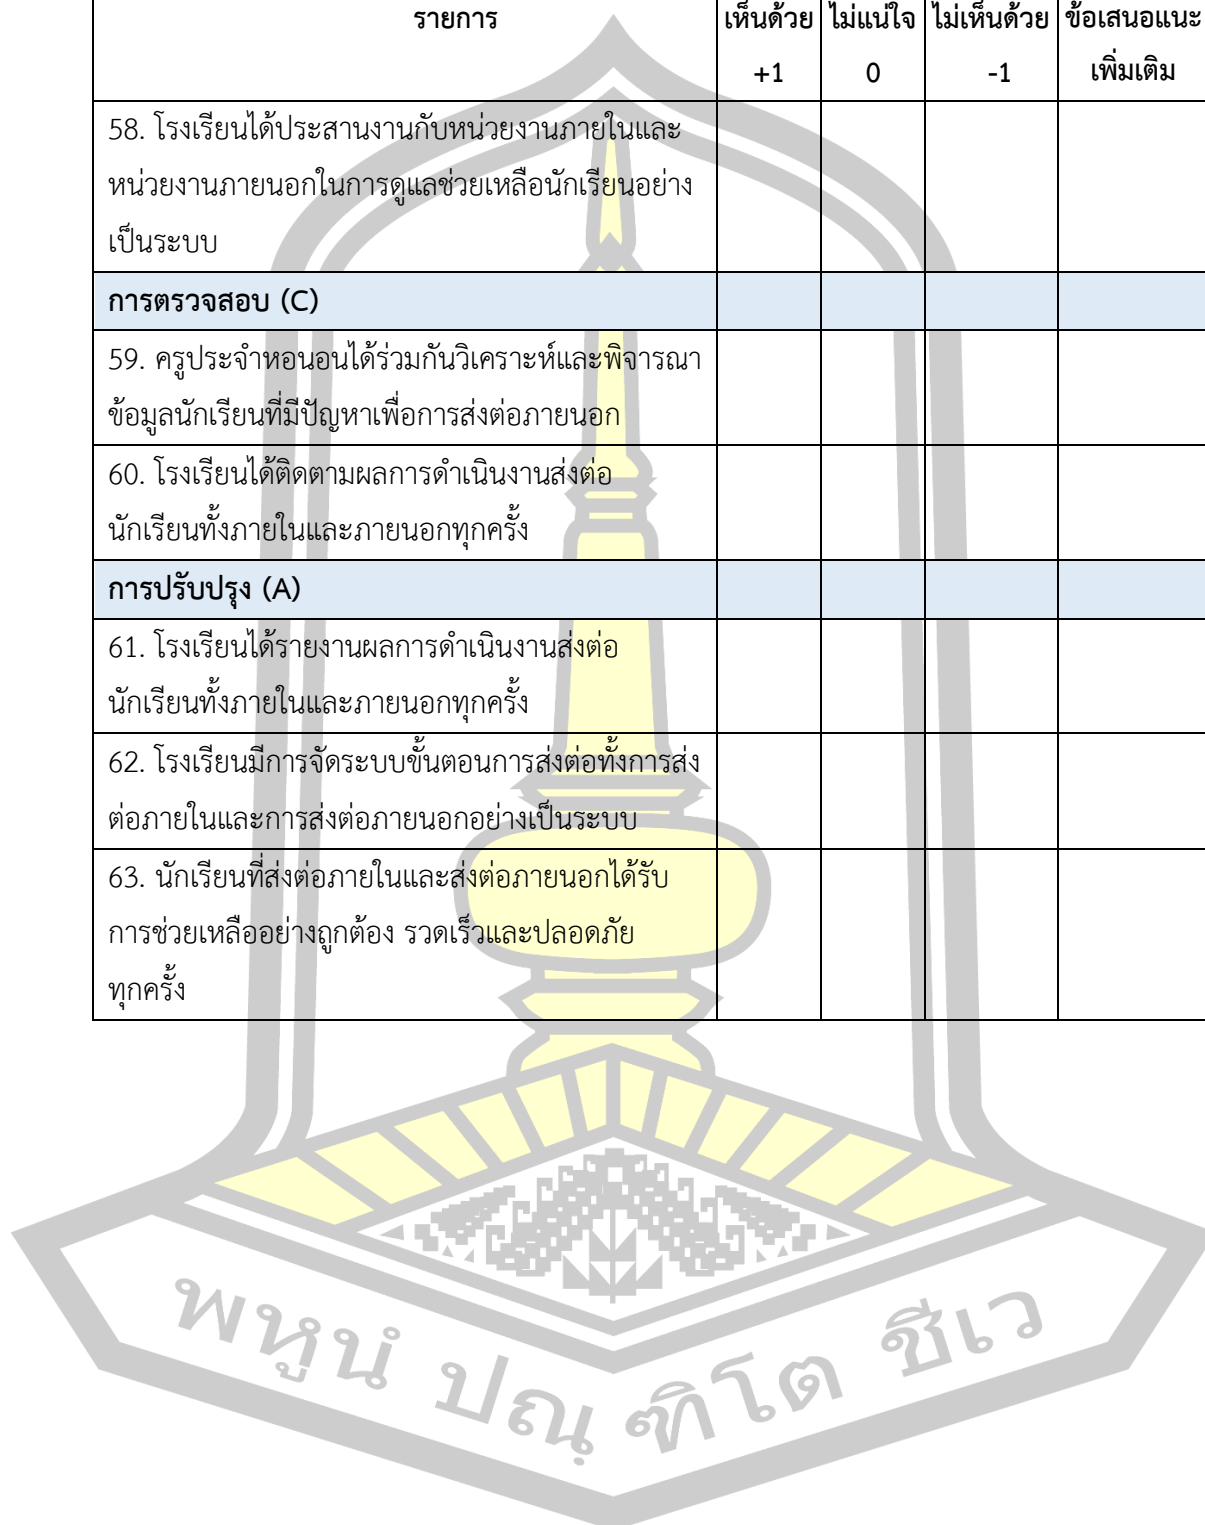 รายการ เห็นด้วย ไม่แน่ใจ ไม่เห็นด้วย ข้อเสนอแนะ
+1 0 -1 เพิ่มเติม
58. โรงเรียนได้ประสานงานกับหน่วยงานภายในและ
หน่วยงานภายนอกในการดูแลช่วยเหลือนักเรียนอย่าง
เป็นระบบ
การตรวจสอบ (C)
59. ครูประจำหอนอนได้ร่วมกันวิเคราะห์และพิจารณา
ข้อมูลนักเรียนที่มีปัญหาเพื่อการส่งต่อภายนอก
60. โรงเรียนได้ติดตามผลการดำเนินงานส่งต่อ
นักเรียนทั้งภายในและภายนอกทุกครั้ง
การปรับปรุง (A)
61. โรงเรียนได้รายงานผลการดำเนินงานส่งต่อ
นักเรียนทั้งภายในและภายนอกทุกครั้ง
62. โรงเรียนมีการจัดระบบขั้นตอนการส่งต่อทั้งการส่ง
ต่อภายในและการส่งต่อภายนอกอย่างเป็นระบบ
63. นักเรียนที่ส่งต่อภายในและส่งต่อภายนอกได้รับ
การช่วยเหลืออย่างถูกต้อง รวดเร็วและปลอดภัย
ทุกครั้ง
พหูนํ ปณฺฑิโต ชีเว